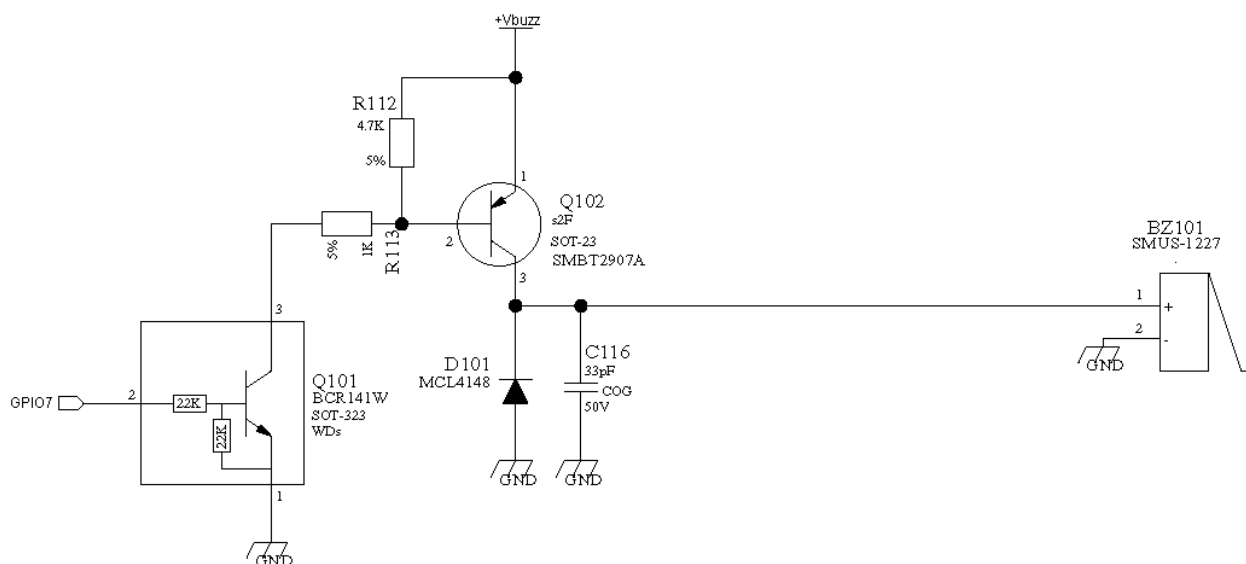 +Vbuzz
R112
4.7K
5%
1
Q102
s2F
SOT-23
SMBT2907A
2
3
5%
1K
R113
BZ101
SMUS-1227
1
+
2
-
GND
3
D101
MCL4148
C116
33pF
COG
50V
Q101
BCR141W
SOT-323
WDs
GPIO7
2
22K
22K
1
GND
GND
GND